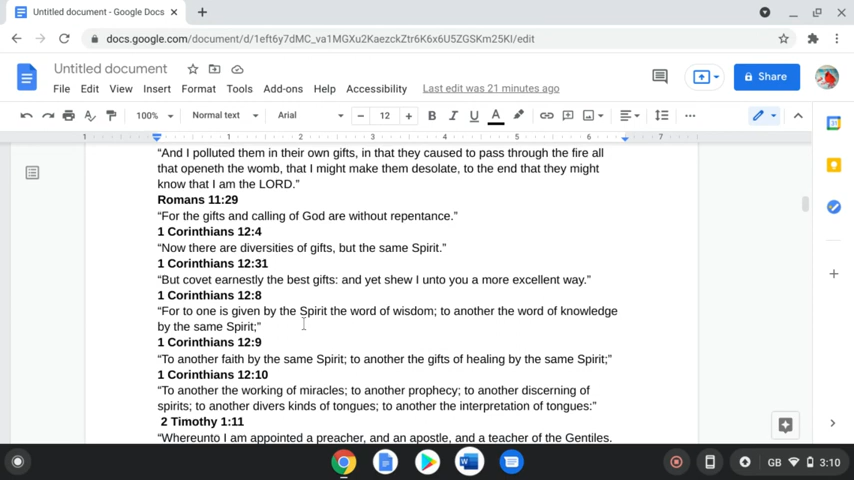 Untitled document
docs.google.com/document/d/1eft6y7dMC_va1MGXu2KaezckZtr6K6x6U5ZGSKm25KI/edit
Untitled document
File Edit View Insert Format Tools Add-ons Help Accessibility Last edit was 21 minutes ago
Share
100% Normal text Arial 12 B I U A
1 1 2 3 4 5 6 7
“And I polluted them in their own gifts, in that they caused to pass through the fire all
that openeth the womb, that I might make them desolate, to the end that they might
know that I am the LORD.”
Romans 11:29
“For the gifts and calling of God are without repentance.”
1 Corinthians 12:4
“Now there are diversities of gifts, but the same Spirit.”
1 Corinthians 12:31
“But covet earnestly the best gifts: and yet shew I unto you a more excellent way.”
1 Corinthians 12:8
“For to one is given by the Spirit the word of wisdom; to another the word of knowledge
by the same Spirit;”
1 Corinthians 12:9
“To another faith by the same Spirit; to another the gifts of healing by the same Spirit;”
1 Corinthians 12:10
“To another the working of miracles; to another prophecy; to another discerning of
spirits; to another divers kinds of tongues; to another the interpretation of tongues:”
2 Timothy 1:11
“Whereunto I am appointed a preacher, and an apostle, and a teacher of the Gentiles.
GB 3:10